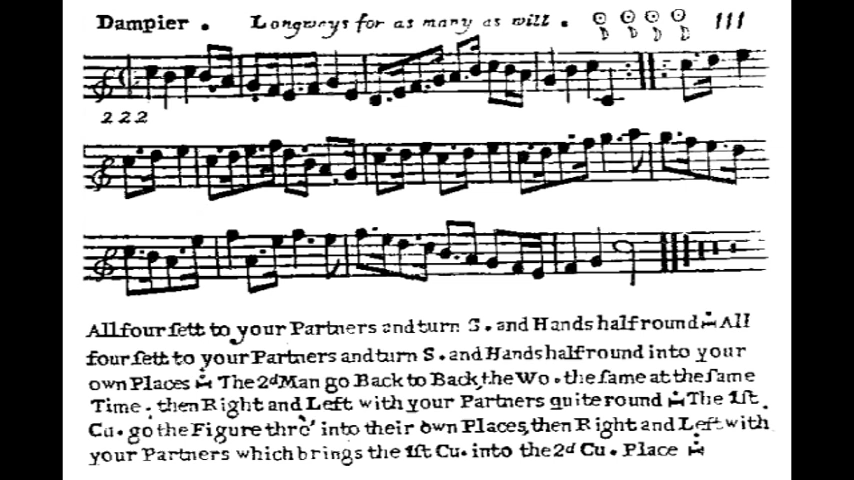 Dampier . Longways for as many as will . 111
222
All four ſett to your Partners and turn S . and Hands half round All
four ſett to your Partners and turn S . and Hands half round into your
own Places The 2d Man go Back to Back, the Wo . the ſame at the ſame
Time . then Right and Left with your Partners quite round The 1ſt .
Cu . go the Figure thro' into their own Places, then Right and Left with
your Partners which brings the 1ſt Cu . into the 2d Cu . Place